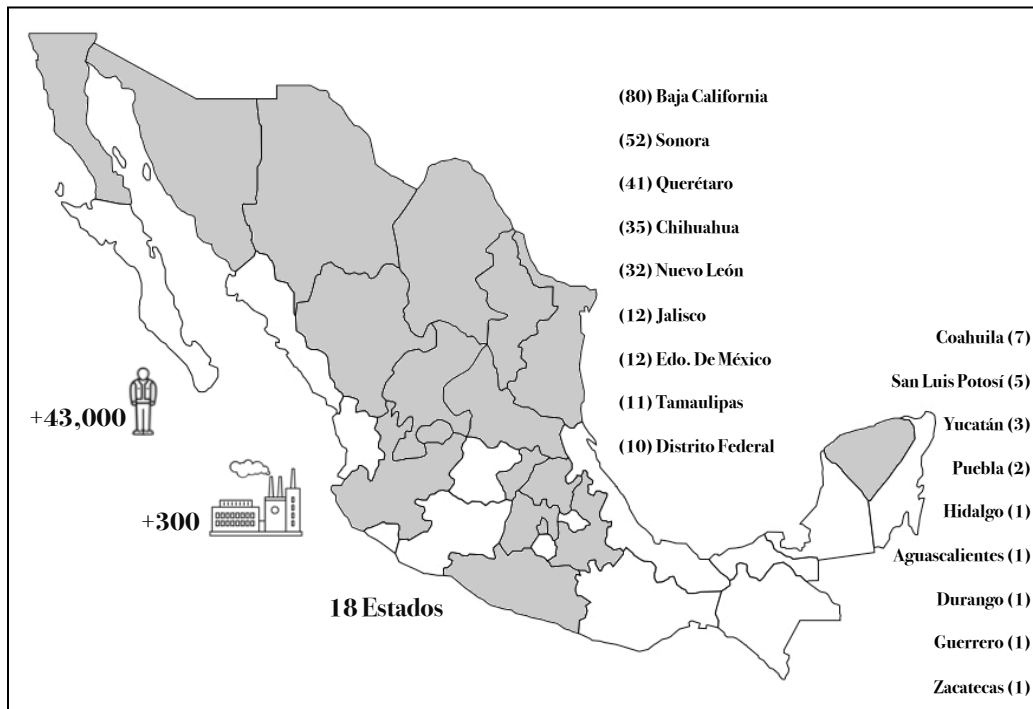 (80) Baja California
(52) Sonora
(41) Querétaro
(35) Chihuahua
(32) Nuevo León
(12) Jalisco
(12) Edo. De México
(11) Tamaulipas
(10) Distrito Federal
Coahuila (7)
San Luis Potosí (5)
Yucatán (3)
Puebla (2)
Hidalgo (1)
Aguascalientes (1)
Durango (1)
Guerrero (1)
Zacatecas (1)
+43,000
+300
18 Estados